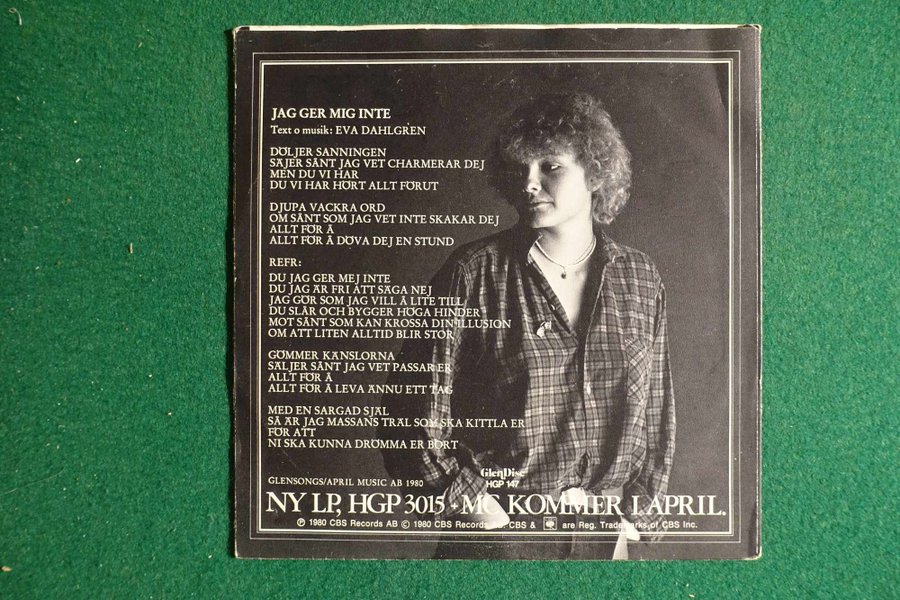 JAG GER MIG INTE
Text o musik: EVA DAHLGREN
DÖLJER SANNINGEN
SÄJER SÅNT JAG VET CHARMERAR DEJ
MEN DU VI HAR
DU VI HAR HÖRT ALLT FÖRUT
DJUPA VACKRA ORD
OM SÅNT SOM JAG VET INTE SKAKAR DEJ
ALLT FÖR Å
ALLT FÖR Å DÖVA DEJ EN STUND
REFR:
DU JAG GER MEJ INTE
DU JAG ÄR FRI ATT SÄGA NEJ
JAG GÖR SOM JAG VILL Å LITE TILL
DU SLÅR OCH BYGGER HÖGA HINDER
MOT SÅNT SOM KAN KROSSA DIN ILLUSION
OM ATT LITEN ALLTID BLIR STOR
GÖMMER KÄNSLORNA
SÄLJER SÅNT JAG VET PASSAR ER
ALLT FÖR Å
ALLT FÖR Å LEVA ÄNNU ETT TAG
MED EN SARGAD SJÄL
SÅ ÄR JAG MASSANS TRÄL SOM SKA KITTLA ER
FÖR ATT
NI SKA KUNNA DRÖMMA ER BORT
GlenDisc
HGP 147
GLENSONGS/APRIL MUSIC AB 1980
NY LP, HGP 3015 + MC KOMMER 1. APRIL.
℗ 1980 CBS Records AB © 1980 CBS Records AB. CBS & are Reg. Trademarks of CBS Inc.